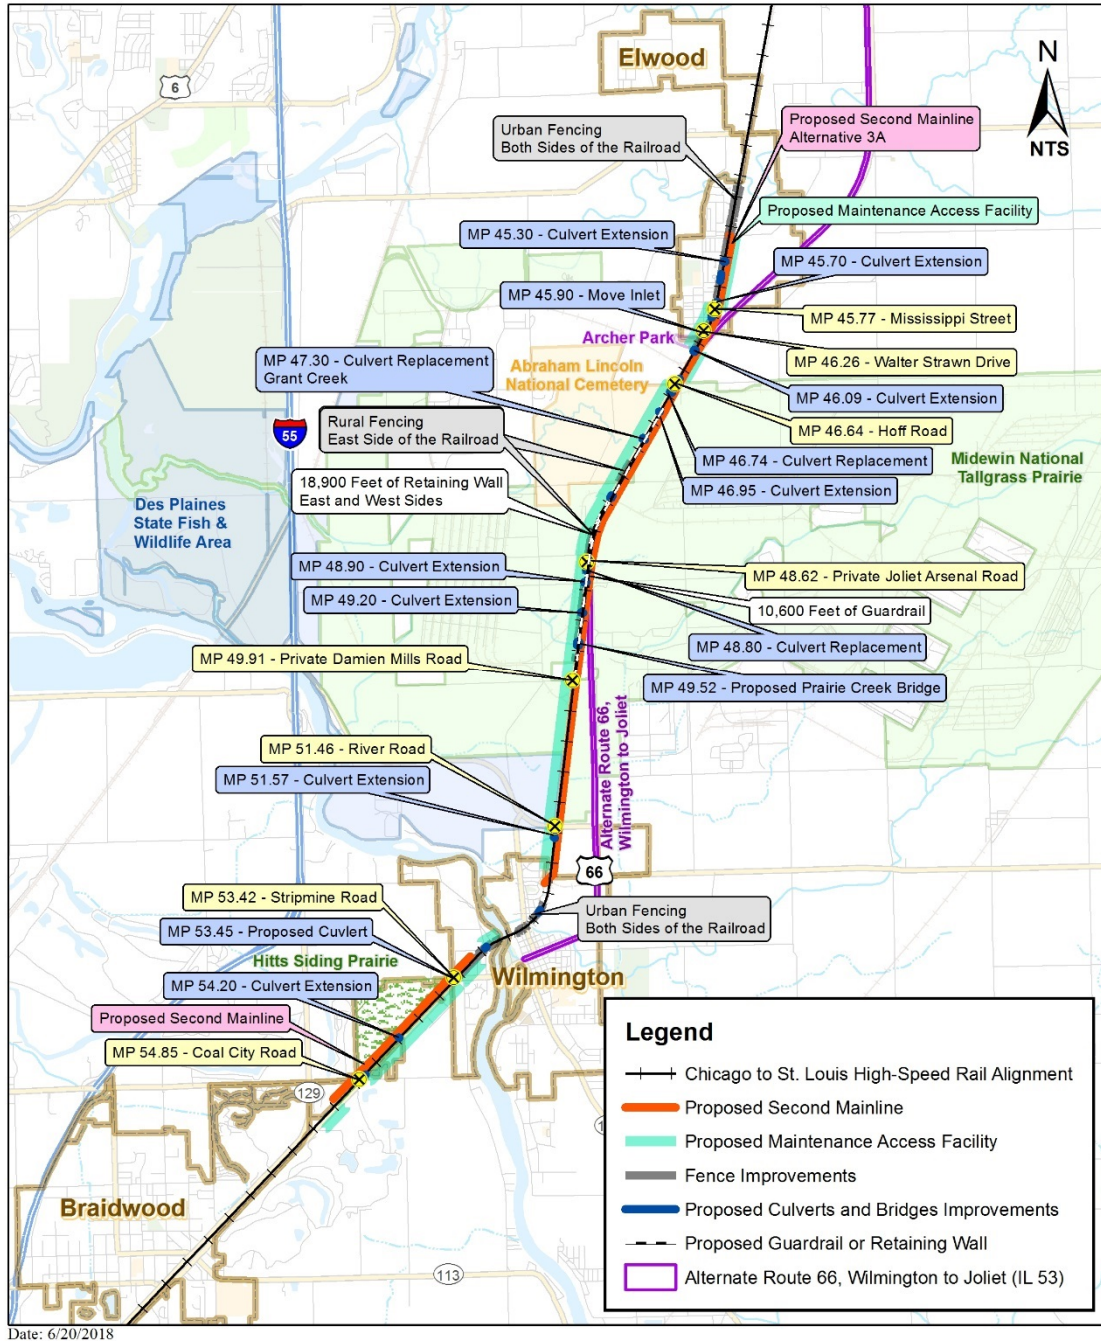 Elwood
6
N
NTS
Proposed Second Mainline
Alternative 3A
Urban Fencing
Both Sides of the Railroad
Proposed Maintenance Access Facility
MP 45.30 - Culvert Extension
MP 45.70 - Culvert Extension
MP 45.90 - Move Inlet
MP 45.77 - Mississippi Street
Archer Park
MP 46.26 - Walter Strawn Drive
MP 47.30 - Culvert Replacement
Grant Creek
Abraham Lincoln
National Cemetery
MP 46.09 - Culvert Extension
Rural Fencing
East Side of the Railroad
55
MP 46.64 - Hoff Road
MP 46.74 - Culvert Replacement
Midewin National
Tallgrass Prairie
18,900 Feet of Retaining Wall
East and West Sides
MP 46.95 - Culvert Extension
Des Plaines
State Fish &
Wildlife Area
MP 48.90 - Culvert Extension
MP 48.62 - Private Joliet Arsenal Road
MP 49.20 - Culvert Extension
10,600 Feet of Guardrail
MP 48.80 - Culvert Replacement
MP 49.91 - Private Damien Mills Road
MP 49.52 - Proposed Prairie Creek Bridge
Alternate Route 66,
Wilmington to Joliet
MP 51.46 - River Road
MP 51.57 - Culvert Extension
66
MP 53.42 - Stripmine Road
Urban Fencing
Both Sides of the Railroad
MP 53.45 - Proposed Cuvlert
Hitts Siding Prairie
Wilmington
MP 54.20 - Culvert Extension
Proposed Second Mainline
MP 54.85 - Coal City Road
129
Braidwood
113
Legend
Chicago to St. Louis High-Speed Rail Alignment
Proposed Second Mainline
Proposed Maintenance Access Facility
Fence Improvements
Proposed Culverts and Bridges Improvements
Proposed Guardrail or Retaining Wall
Alternate Route 66, Wilmington to Joliet (IL 53)
Date: 6/20/2018